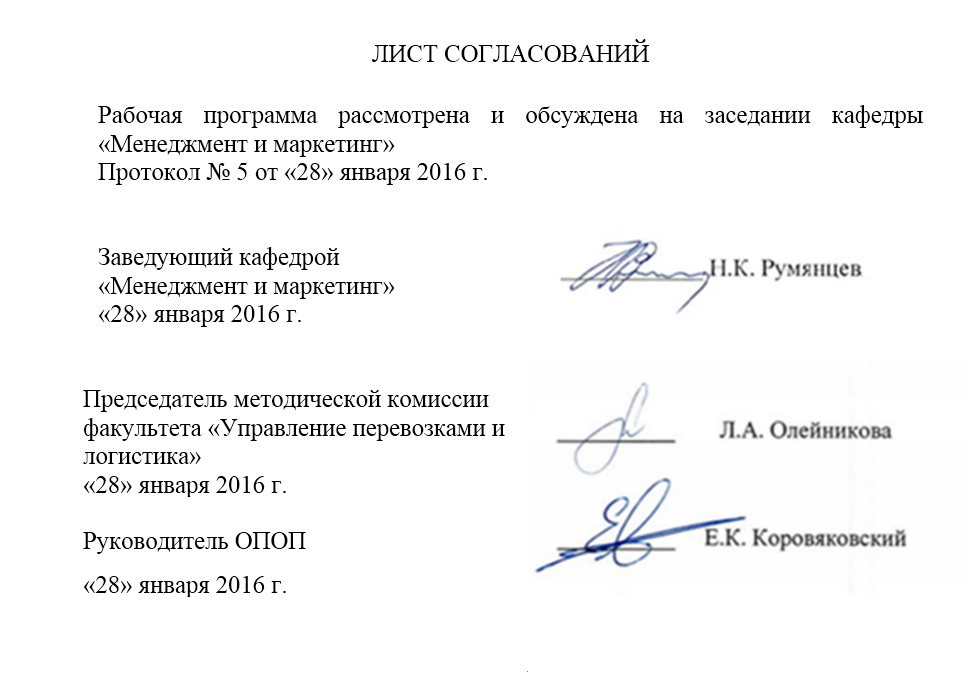 ЛИСТ СОГЛАСОВАНИЙ
Рабочая программа рассмотрена и обсуждена на заседании кафедры
«Менеджмент и маркетинг»
Протокол № 5 от «28» января 2016 г.
Заведующий кафедрой
«Менеджмент и маркетинг»
Н.К. Румянцев
«28» января 2016 г.
Председатель методической комиссии
факультета «Управление перевозками и
логистика»
Л.А. Олейникова
«28» января 2016 г.
Руководитель ОПОП
Е.К. Коровяковский
«28» января 2016 г.